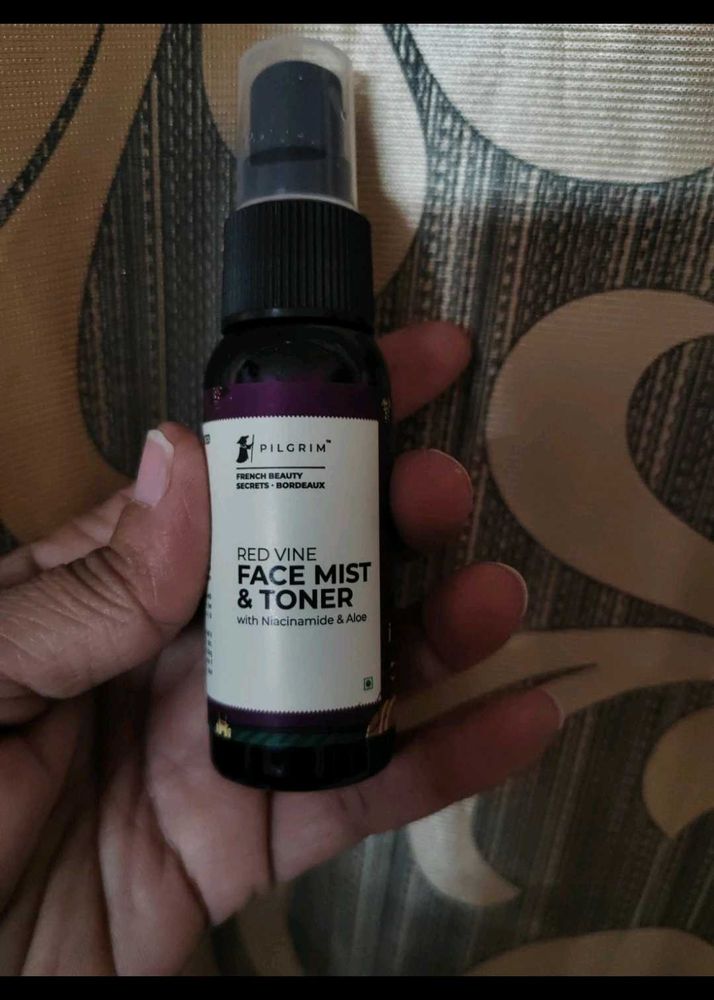 PILGRIM™
FRENCH BEAUTY
SECRETS - BORDEAUX
RED VINE
FACE MIST
& TONER
with Niacinamide & Aloe